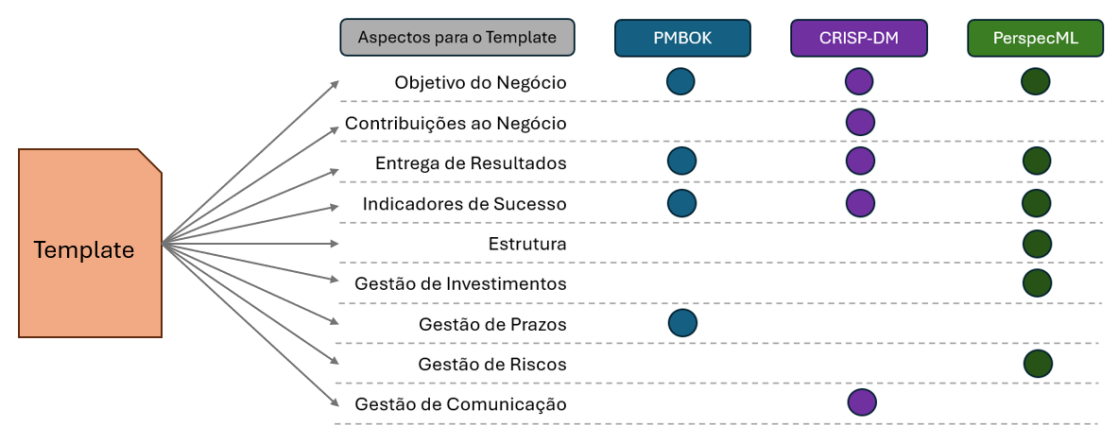 Aspectos para o Template
PMBOK
CRISP-DM
PerspecML
Objetivo do Negócio
Contribuições ao Negócio
Entrega de Resultados
Indicadores de Sucesso
Estrutura
Template
Gestão de Investimentos
Gestão de Prazos
Gestão de Riscos
Gestão de Comunicação